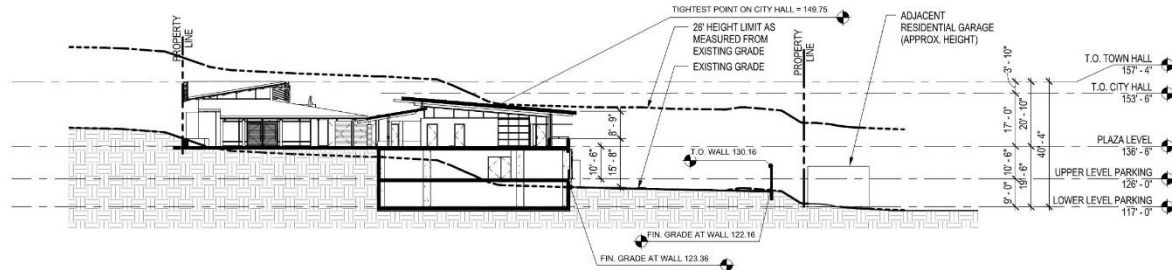 TIGHTEST POINT ON CITY HALL = 149.75
26' HEIGHT LIMIT AS
MEASURED FROM
EXISTING GRADE
EXISTING GRADE
PROPERTY
LINE
PROPERTY
LINE
ADJACENT
RESIDENTIAL GARAGE
(APPROX. HEIGHT)
T.O. TOWN HALL
157' - 4"
T.O. CITY HALL
153' - 6"
PLAZA LEVEL
136' - 6"
UPPER LEVEL PARKING
126' - 0"
LOWER LEVEL PARKING
117' - 0"
3' - 10"
17' - 0"
20' - 10"
10' - 6"
19' - 6"
9' - 0"
40' - 4"
8' - 9"
10' - 6"
15' - 8"
T.O. WALL 130.16
FIN. GRADE AT WALL 122.16
FIN. GRADE AT WALL 123.36